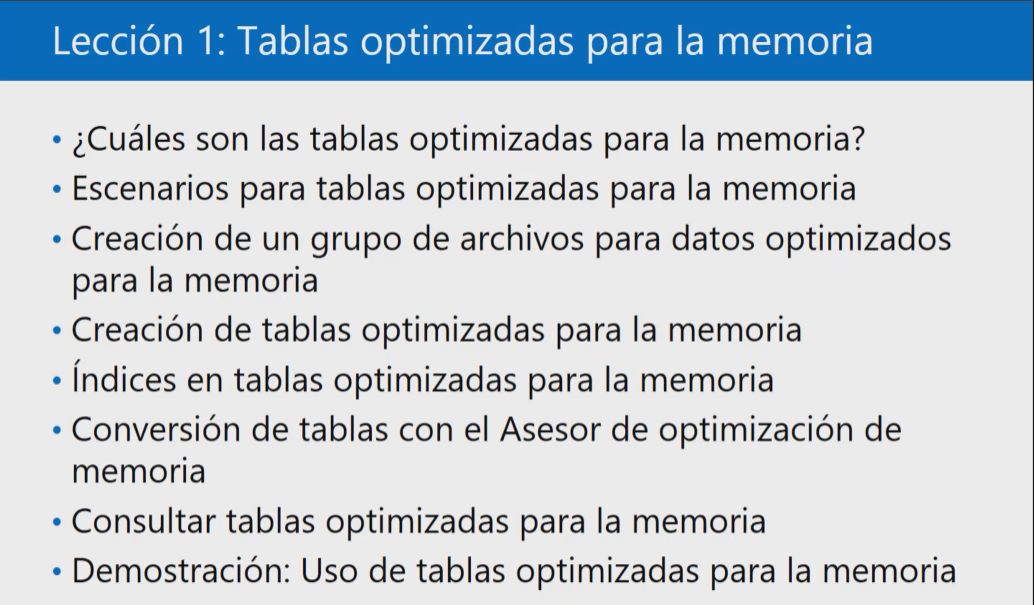 Lección 1: Tablas optimizadas para la memoria
• ¿Cuáles son las tablas optimizadas para la memoria?
• Escenarios para tablas optimizadas para la memoria
• Creación de un grupo de archivos para datos optimizados
para la memoria
• Creación de tablas optimizadas para la memoria
• Índices en tablas optimizadas para la memoria
• Conversión de tablas con el Asesor de optimización de
memoria
• Consultar tablas optimizadas para la memoria
• Demostración: Uso de tablas optimizadas para la memoria